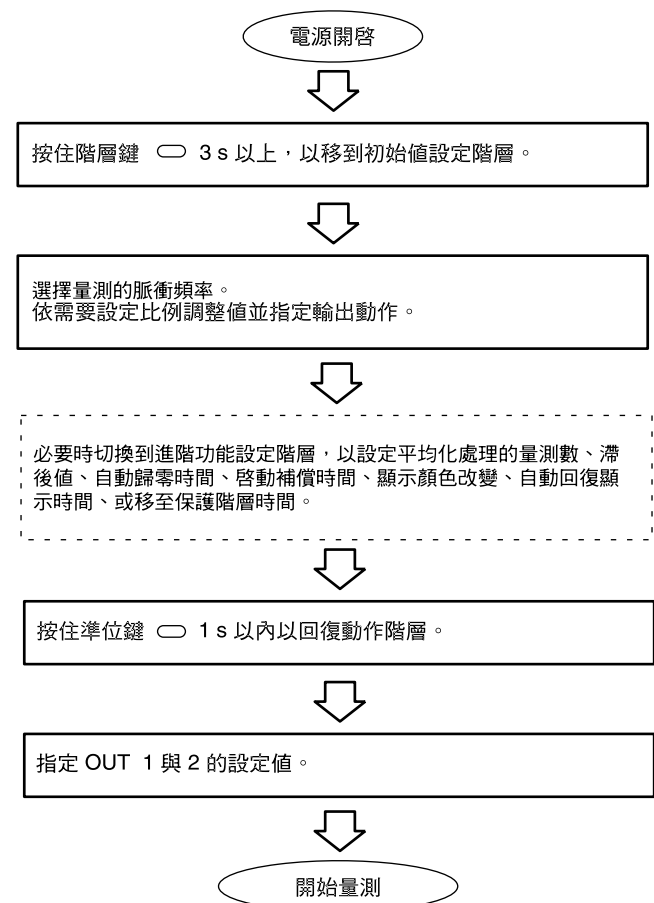 電源開啓
按住階層鍵 3 s 以上，以移到初始値設定階層。
選擇量測的脈衝頻率。
依需要設定比例調整値並指定輸出動作。
必要時切換到進階功能設定階層，以設定平均化處理的量測數、滯
後値、自動歸零時間、啓動補償時間、顯示顏色改變、自動回復顯
示時間、或移至保護階層時間。
按住準位鍵 1 s 以內以回復動作階層。
指定 OUT 1 與 2 的設定値。
開始量測